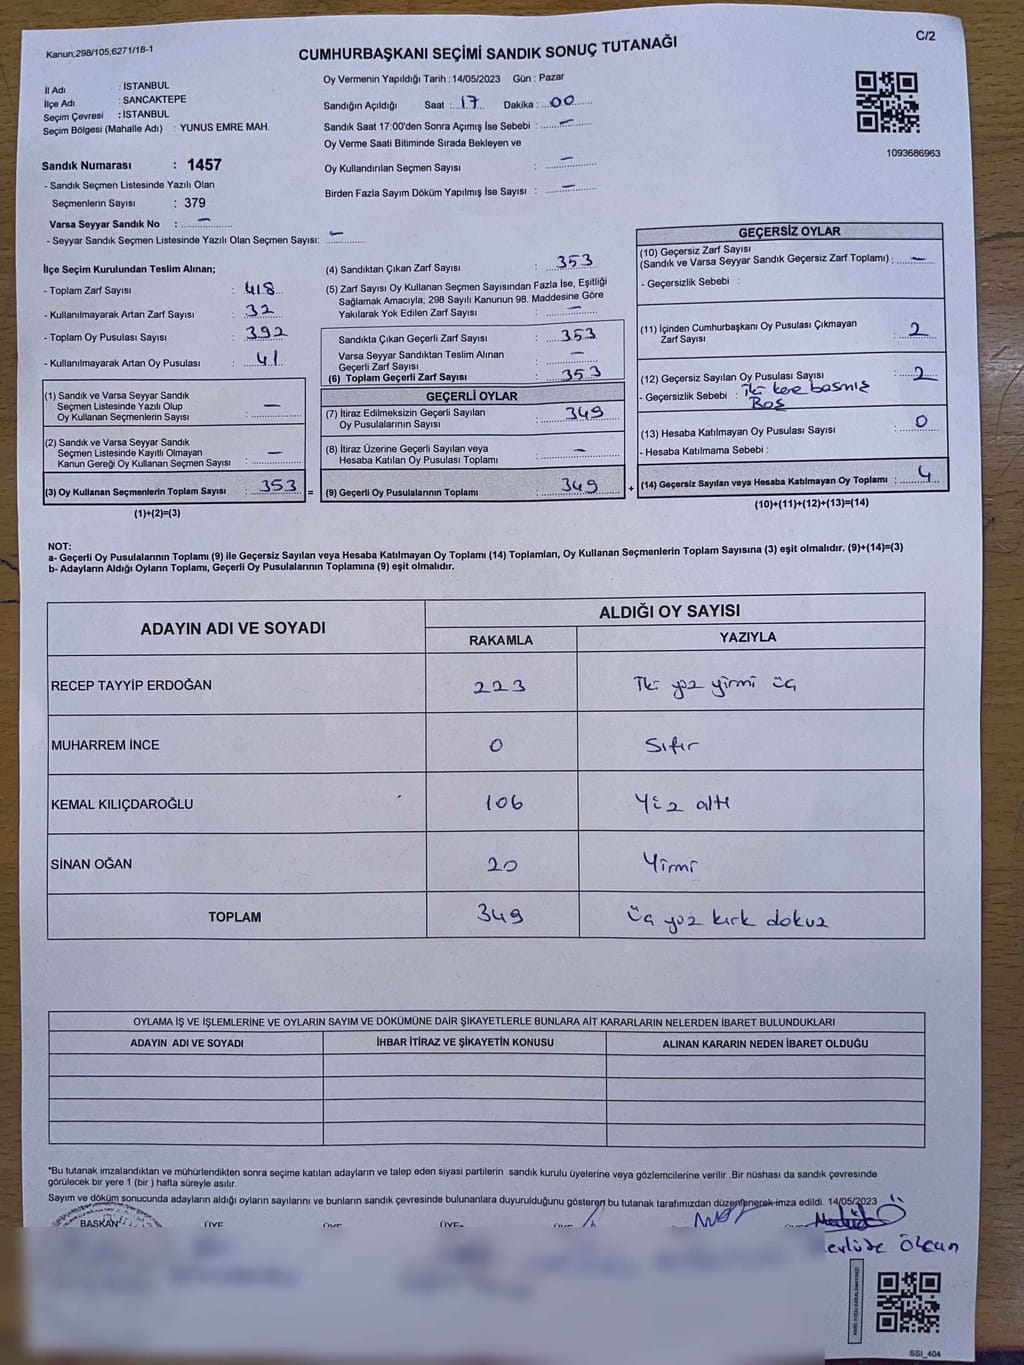 Kanun;298/105;6271/18-1
CUMHURBAŞKANI SEÇİMİ SANDIK SONUÇ TUTANAĞI
C/2
İl Adı : İSTANBUL
İlçe Adı : SANCAKTEPE
Seçim Çevresi : İSTANBUL
Seçim Bölgesi (Mahalle Adı) : YUNUS EMRE MAH.
Sandık Numarası : 1457
- Sandık Seçmen Listesinde Yazılı Olan
Seçmenlerin Sayısı : 379
Varsa Seyyar Sandık No : –
- Seyyar Sandık Seçmen Listesinde Yazılı Olan Seçmen Sayısı: –
Oy Vermenin Yapıldığı Tarih : 14/05/2023 Gün : Pazar
Sandığın Açıldığı Saat : 17 Dakika : 00
Sandık Saat 17:00'den Sonra Açımış İse Sebebi : –
Oy Verme Saati Bitiminde Sırada Bekleyen ve
Oy Kullandırılan Seçmen Sayısı : –
Birden Fazla Sayım Döküm Yapılmış İse Sayısı : –
1093686963
İlçe Seçim Kurulundan Teslim Alınan;
- Toplam Zarf Sayısı : 418
- Kullanılmayarak Artan Zarf Sayısı : 32
- Toplam Oy Pusulası Sayısı : 392
- Kullanılmayarak Artan Oy Pusulası : 41
(1) Sandık ve Varsa Seyyar Sandık
Seçmen Listesinde Yazılı Olup
Oy Kullanan Seçmenlerin Sayısı : –
(2) Sandık ve Varsa Seyyar Sandık
Seçmen Listesinde Kayıtlı Olmayan
Kanun Gereği Oy Kullanan Seçmen Sayısı : –
(3) Oy Kullanan Seçmenlerin Toplam Sayısı : 353 =
(1)+(2)=(3)
(4) Sandıktan Çıkan Zarf Sayısı : 353
(5) Zarf Sayısı Oy Kullanan Seçmen Sayısından Fazla İse, Eşitliği
Sağlamak Amacıyla; 298 Sayılı Kanunun 98. Maddesine Göre
Yakılarak Yok Edilen Zarf Sayısı : –
Sandıkta Çıkan Geçerli Zarf Sayısı : 353
Varsa Seyyar Sandıktan Teslim Alınan
Geçerli Zarf Sayısı : –
(6) Toplam Geçerli Zarf Sayısı : 353
GEÇERLİ OYLAR
(7) İtiraz Edilmeksizin Geçerli Sayılan
Oy Pusulalarının Sayısı : 349
(8) İtiraz Üzerine Geçerli Sayılan veya
Hesaba Katılan Oy Pusulası Toplamı : –
(9) Geçerli Oy Pusulalarının Toplamı : 349 +
GEÇERSİZ OYLAR
(10) Geçersiz Zarf Sayısı
(Sandık ve Varsa Seyyar Sandık Geçersiz Zarf Toplamı) : –
- Geçersizlik Sebebi :
(11) İçinden Cumhurbaşkanı Oy Pusulası Çıkmayan
Zarf Sayısı : 2
(12) Geçersiz Sayılan Oy Pusulası Sayısı : 2
- Geçersizlik Sebebi : iki kere basmış
Boş
(13) Hesaba Katılmayan Oy Pusulası Sayısı : 0
- Hesaba Katılmama Sebebi :
(14) Geçersiz Sayılan veya Hesaba Katılmayan Oy Toplamı : 4
(10)+(11)+(12)+(13)=(14)
NOT:
a- Geçerli Oy Pusulalarının Toplamı (9) ile Geçersiz Sayılan veya Hesaba Katılmayan Oy Toplamı (14) Toplamları, Oy Kullanan Seçmenlerin Toplam Sayısına (3) eşit olmalıdır. (9)+(14)=(3)
b- Adayların Aldığı Oyların Toplamı, Geçerli Oy Pusulalarının Toplamına (9) eşit olmalıdır.
ADAYIN ADI VE SOYADI ALDIĞI OY SAYISI
RAKAMLA YAZIYLA
RECEP TAYYİP ERDOĞAN 223 İki yüz yirmi üç
MUHARREM İNCE 0 Sıfır
KEMAL KILIÇDAROĞLU 106 Yüz altı
SİNAN OĞAN 20 Yirmi
TOPLAM 349 üç yüz kırk dokuz
OYLAMA İŞ VE İŞLEMLERİNE VE OYLARIN SAYIM VE DÖKÜMÜNE DAİR ŞİKAYETLERLE BUNLARA AİT KARARLARIN NELERDEN İBARET BULUNDUKLARI
ADAYIN ADI VE SOYADI İHBAR İTİRAZ VE ŞİKAYETİN KONUSU ALINAN KARARIN NEDEN İBARET OLDUĞU
*Bu tutanak imzalandıktan ve mühürlendikten sonra seçime katılan adayların ve talep eden siyasi partilerin sandık kurulu üyelerine veya gözlemcilerine verilir .Bir nüshası da sandık çevresinde
görülecek bir yere 1 (bir ) hafta süreyle asılır.
Sayım ve döküm sonucunda adayların aldığı oyların sayılarını ve bunların sandık çevresinde bulunanlara duyurulduğunu gösteren bu tutanak tarafımızdan düzenlenerek imza edildi. 14/05/2023
BAŞKAN ÜYE ÜYE ÜYE
Ölcun
SSI_404